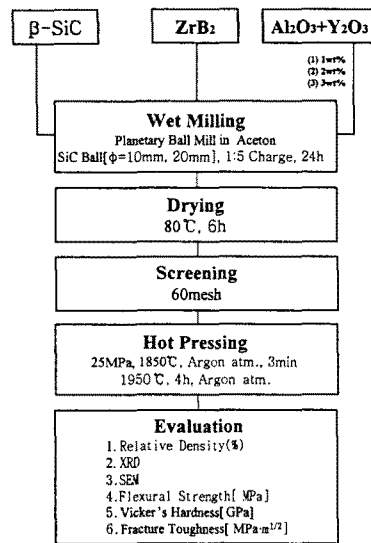 β-SiC
ZrB₂
Al₂O₃+Y₂O₃
(1) 1wt%
(2) 2wt%
(3) 3wt%
Wet Milling
Planetary Ball Mill in Aceton
SiC Ball[ϕ=10mm, 20mm], 1:5 Charge, 24h
Drying
80℃, 6h
Screening
60mesh
Hot Pressing
25MPa, 1850℃, Argon atm., 3min
1950℃, 4h, Argon atm.
Evaluation
1. Relative Density(%)
2. XRD
3. SEM
4. Flexural Strength[ MPa]
5. Vicker's Hardness[ GPa]
6. Fracture Toughness[ MPa·m^1/2]